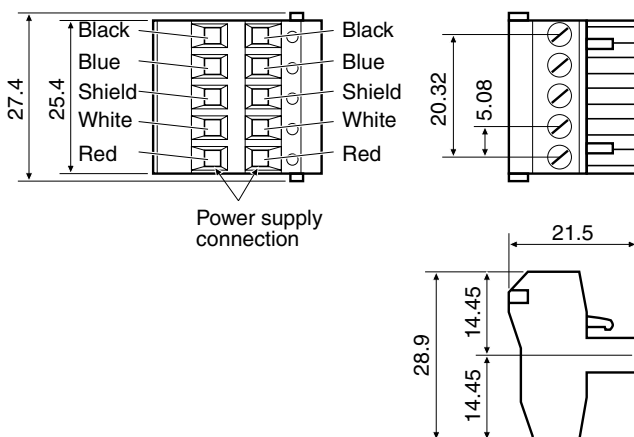 Black Black
Blue Blue
Shield Shield
White White
Red Red
27.4
25.4
Power supply
connection
20.32
5.08
21.5
28.9
14.45
14.45